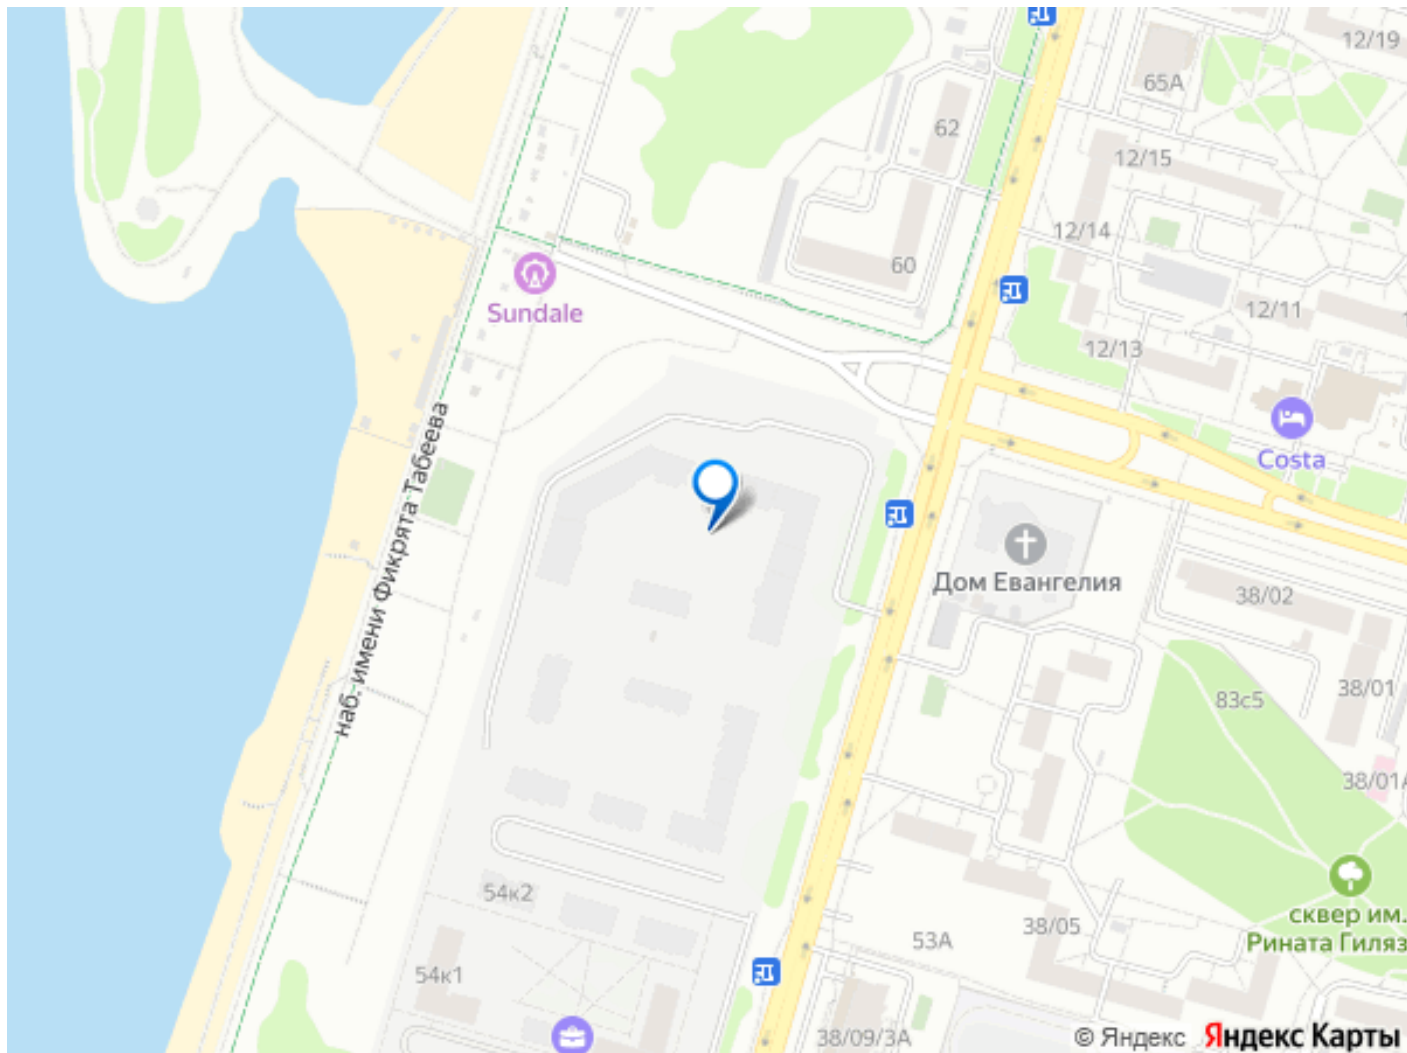 12/19
65А
62
12/15
12/14
60
12/11
Sundale
12/13
Costa
наб. имени Фикрята Табеева
Дом Евангелия
38/02
38/01
83с5
38/01А
54к2
сквер им.
Рината Гиляз
38/05
53А
54к1
38/09/3А
© Яндекс Яндекс Карты